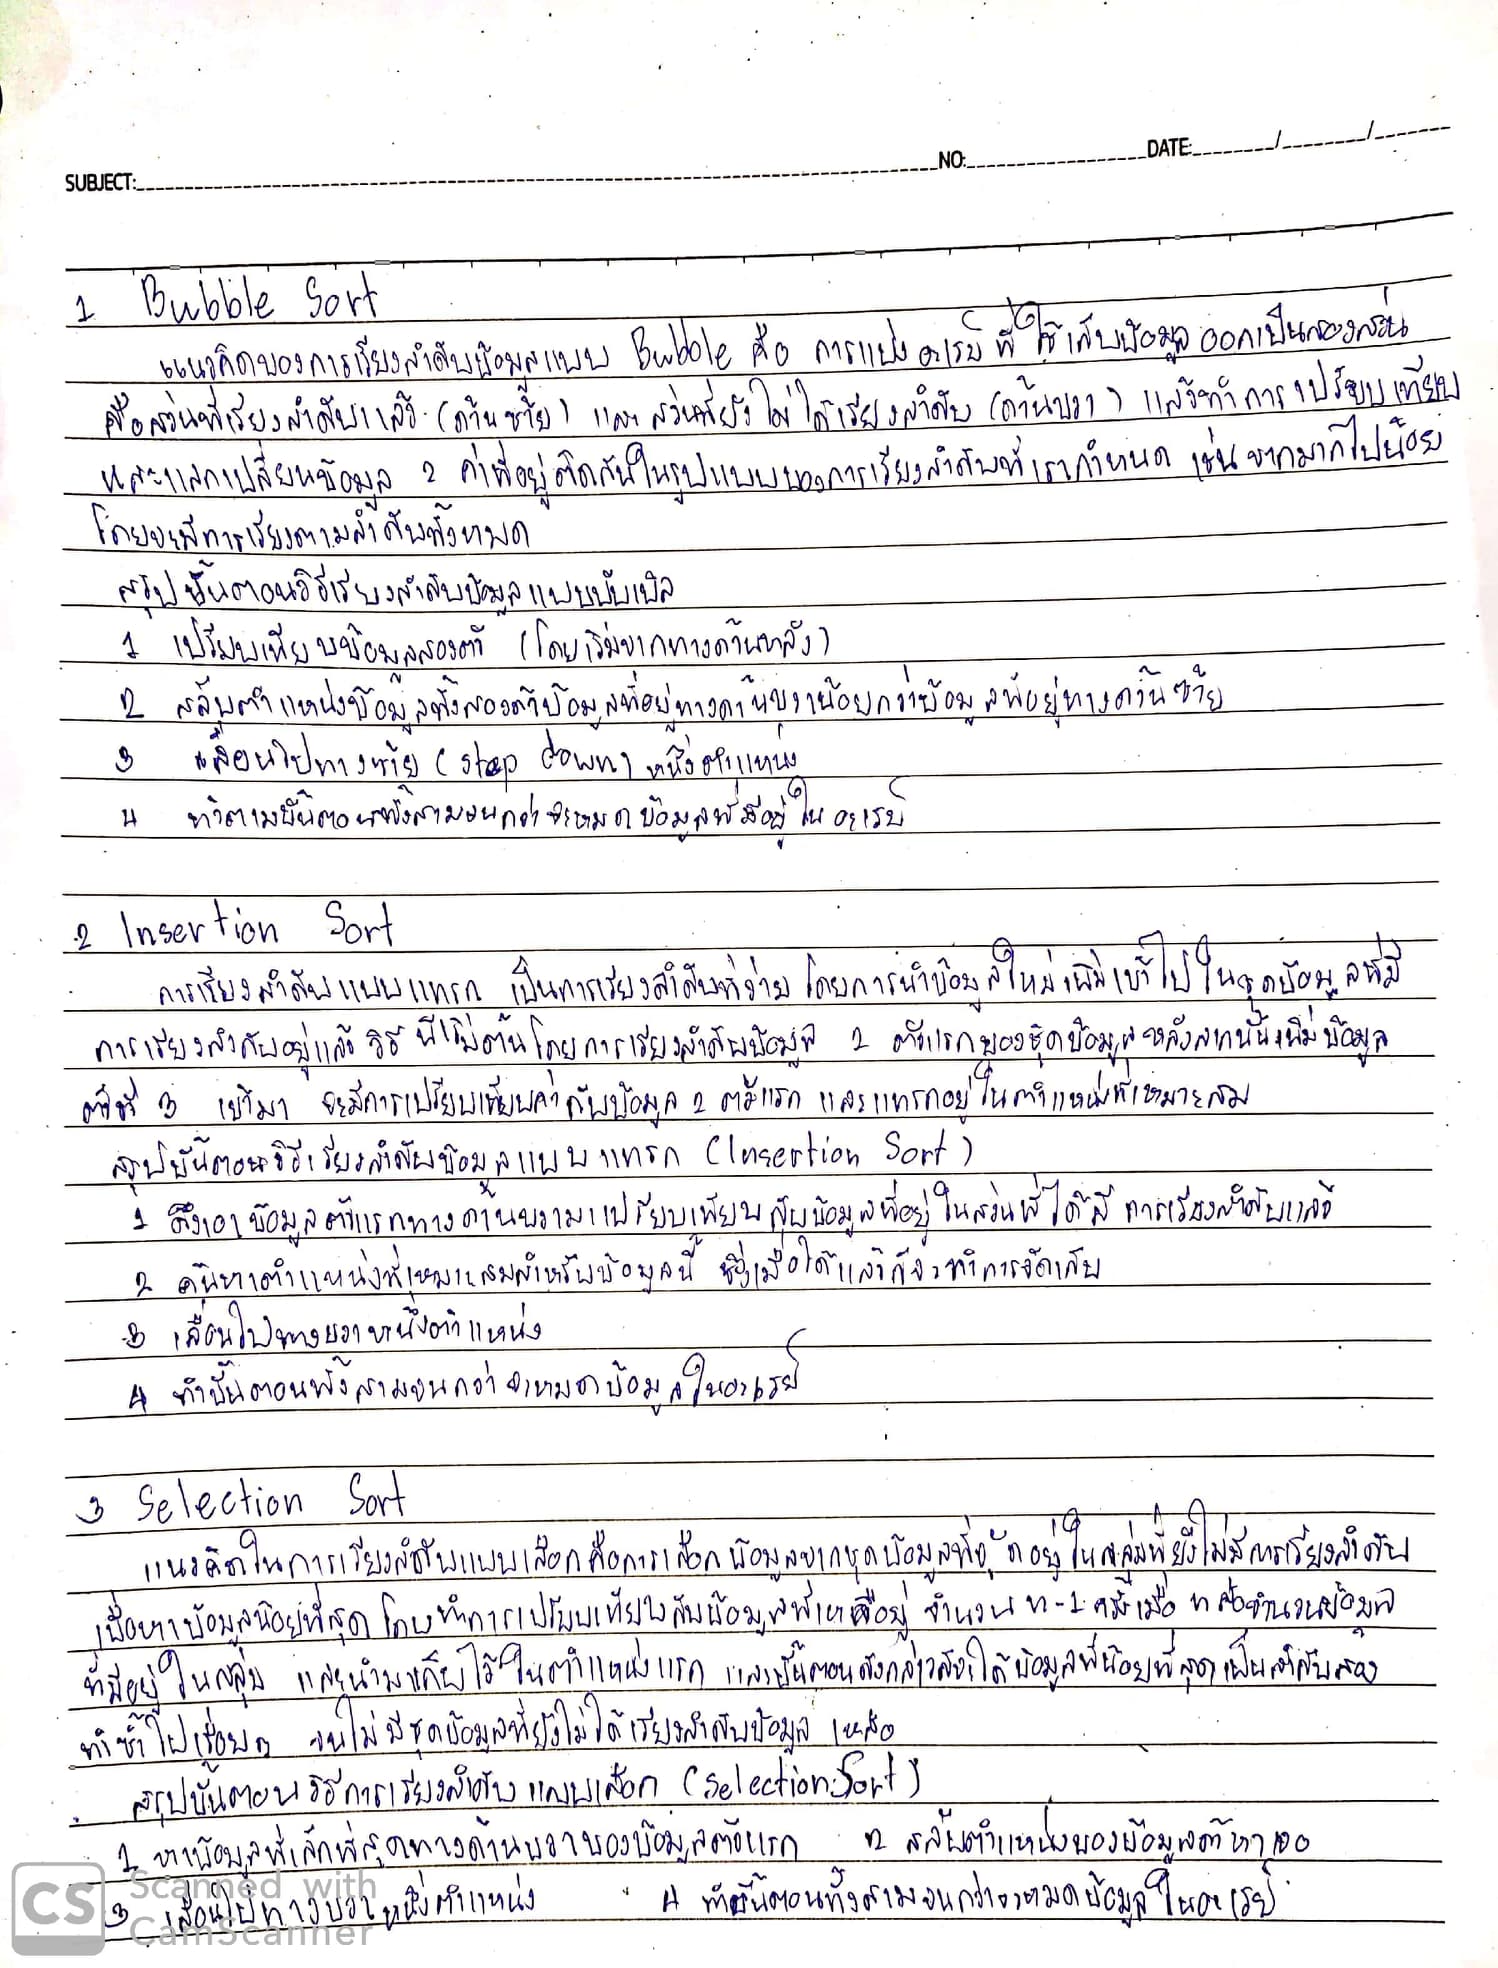 SUBJECT: NO: DATE: / /
1 Bubble Sort
แนวคิดของการเรียงลำดับข้อมูลแบบ Bubble คือ การแบ่งอะเรย์ที่ใช้เก็บข้อมูลออกเป็นสองส่วน
คือส่วนที่เรียงลำดับแล้ว (ด้านซ้าย) และส่วนที่ยังไม่ได้เรียงลำดับ (ด้านขวา) แล้วทำการเปรียบเทียบ
และแลกเปลี่ยนข้อมูล 2 ค่าที่อยู่ติดกันในรูปแบบของการเรียงลำดับที่เรากำหนด เช่นจากมากไปน้อย
โดยจะมีการเรียงตามลำดับทั้งหมด
สรุปขั้นตอนวิธีเรียงลำดับข้อมูลแบบบับเบิล
1 เปรียบเทียบข้อมูลสองตัว (โดยเริ่มจากทางด้านหลัง)
2 สลับตำแหน่งข้อมูลทั้งสองถ้าข้อมูลที่อยู่ทางด้านขวาน้อยกว่าข้อมูลที่อยู่ทางด้านซ้าย
3 เลื่อนไปทางซ้าย (step down) หนึ่งตำแหน่ง
4 ทำตามขั้นตอนทั้งสามจนกว่าจะหมดข้อมูลที่มีอยู่ในอะเรย์
2 Insertion Sort
การเรียงลำดับแบบแทรก เป็นการเรียงลำดับที่ง่าย โดยการนำข้อมูลใหม่เพิ่มเข้าไปในชุดข้อมูลที่มี
การเรียงลำดับอยู่แล้ว วิธีนี้เริ่มต้นโดยการเรียงลำดับข้อมูล 2 ตัวแรกของชุดข้อมูล หลังจากนั้นเพิ่มข้อมูล
ตัวที่ 3 เข้ามา จะมีการเปรียบเทียบค่ากับข้อมูล 2 ตัวแรก และแทรกอยู่ในตำแหน่งที่เหมาะสม
สรุปขั้นตอนวิธีเรียงลำดับข้อมูลแบบแทรก (Insertion Sort)
1 ดึงเอาข้อมูลตัวแรกทางด้านขวามาเปรียบเทียบกับข้อมูลที่อยู่ในส่วนที่ได้มีการเรียงลำดับแล้ว
2 ค้นหาตำแหน่งที่เหมาะสมสำหรับข้อมูลนี้ ซึ่งเมื่อได้แล้วก็จะทำการจัดเก็บ
3 เลื่อนไปทางขวาหนึ่งตำแหน่ง
4 ทำขั้นตอนทั้งสามจนกว่าจะหมดข้อมูลในอะเรย์
3 Selection Sort
แนวคิดในการเรียงลำดับแบบเลือกคือการเลือกข้อมูลจากชุดข้อมูลที่จัดอยู่ในกลุ่มที่ยังไม่มีการเรียงลำดับ
เพื่อหาข้อมูลน้อยที่สุด โดยทำการเปรียบเทียบกับข้อมูลที่เหลืออยู่ จำนวน n-1 ครั้งเมื่อ n คือจำนวนข้อมูล
ที่มีอยู่ในกลุ่ม และนำมาเก็บไว้ในตำแหน่งแรก และขั้นตอนดังกล่าวได้ข้อมูลที่น้อยที่สุดเป็นลำดับสอง
ทำซ้ำไปเรื่อยๆ จนไม่มีชุดข้อมูลที่ยังไม่ได้เรียงลำดับข้อมูลเหลือ
สรุปขั้นตอนวิธีการเรียงลำดับแบบเลือก (Selection Sort)
1 หาข้อมูลที่เล็กที่สุดทางด้านขวาของข้อมูลตัวแรก 2 สลับตำแหน่งของข้อมูลถ้าหาเจอ
3 เลื่อนไปทางขวาหนึ่งตำแหน่ง 4 ทำขั้นตอนทั้งสามจนกว่าจะหมดข้อมูลในอะเรย์
CS Scanned with
CamScanner